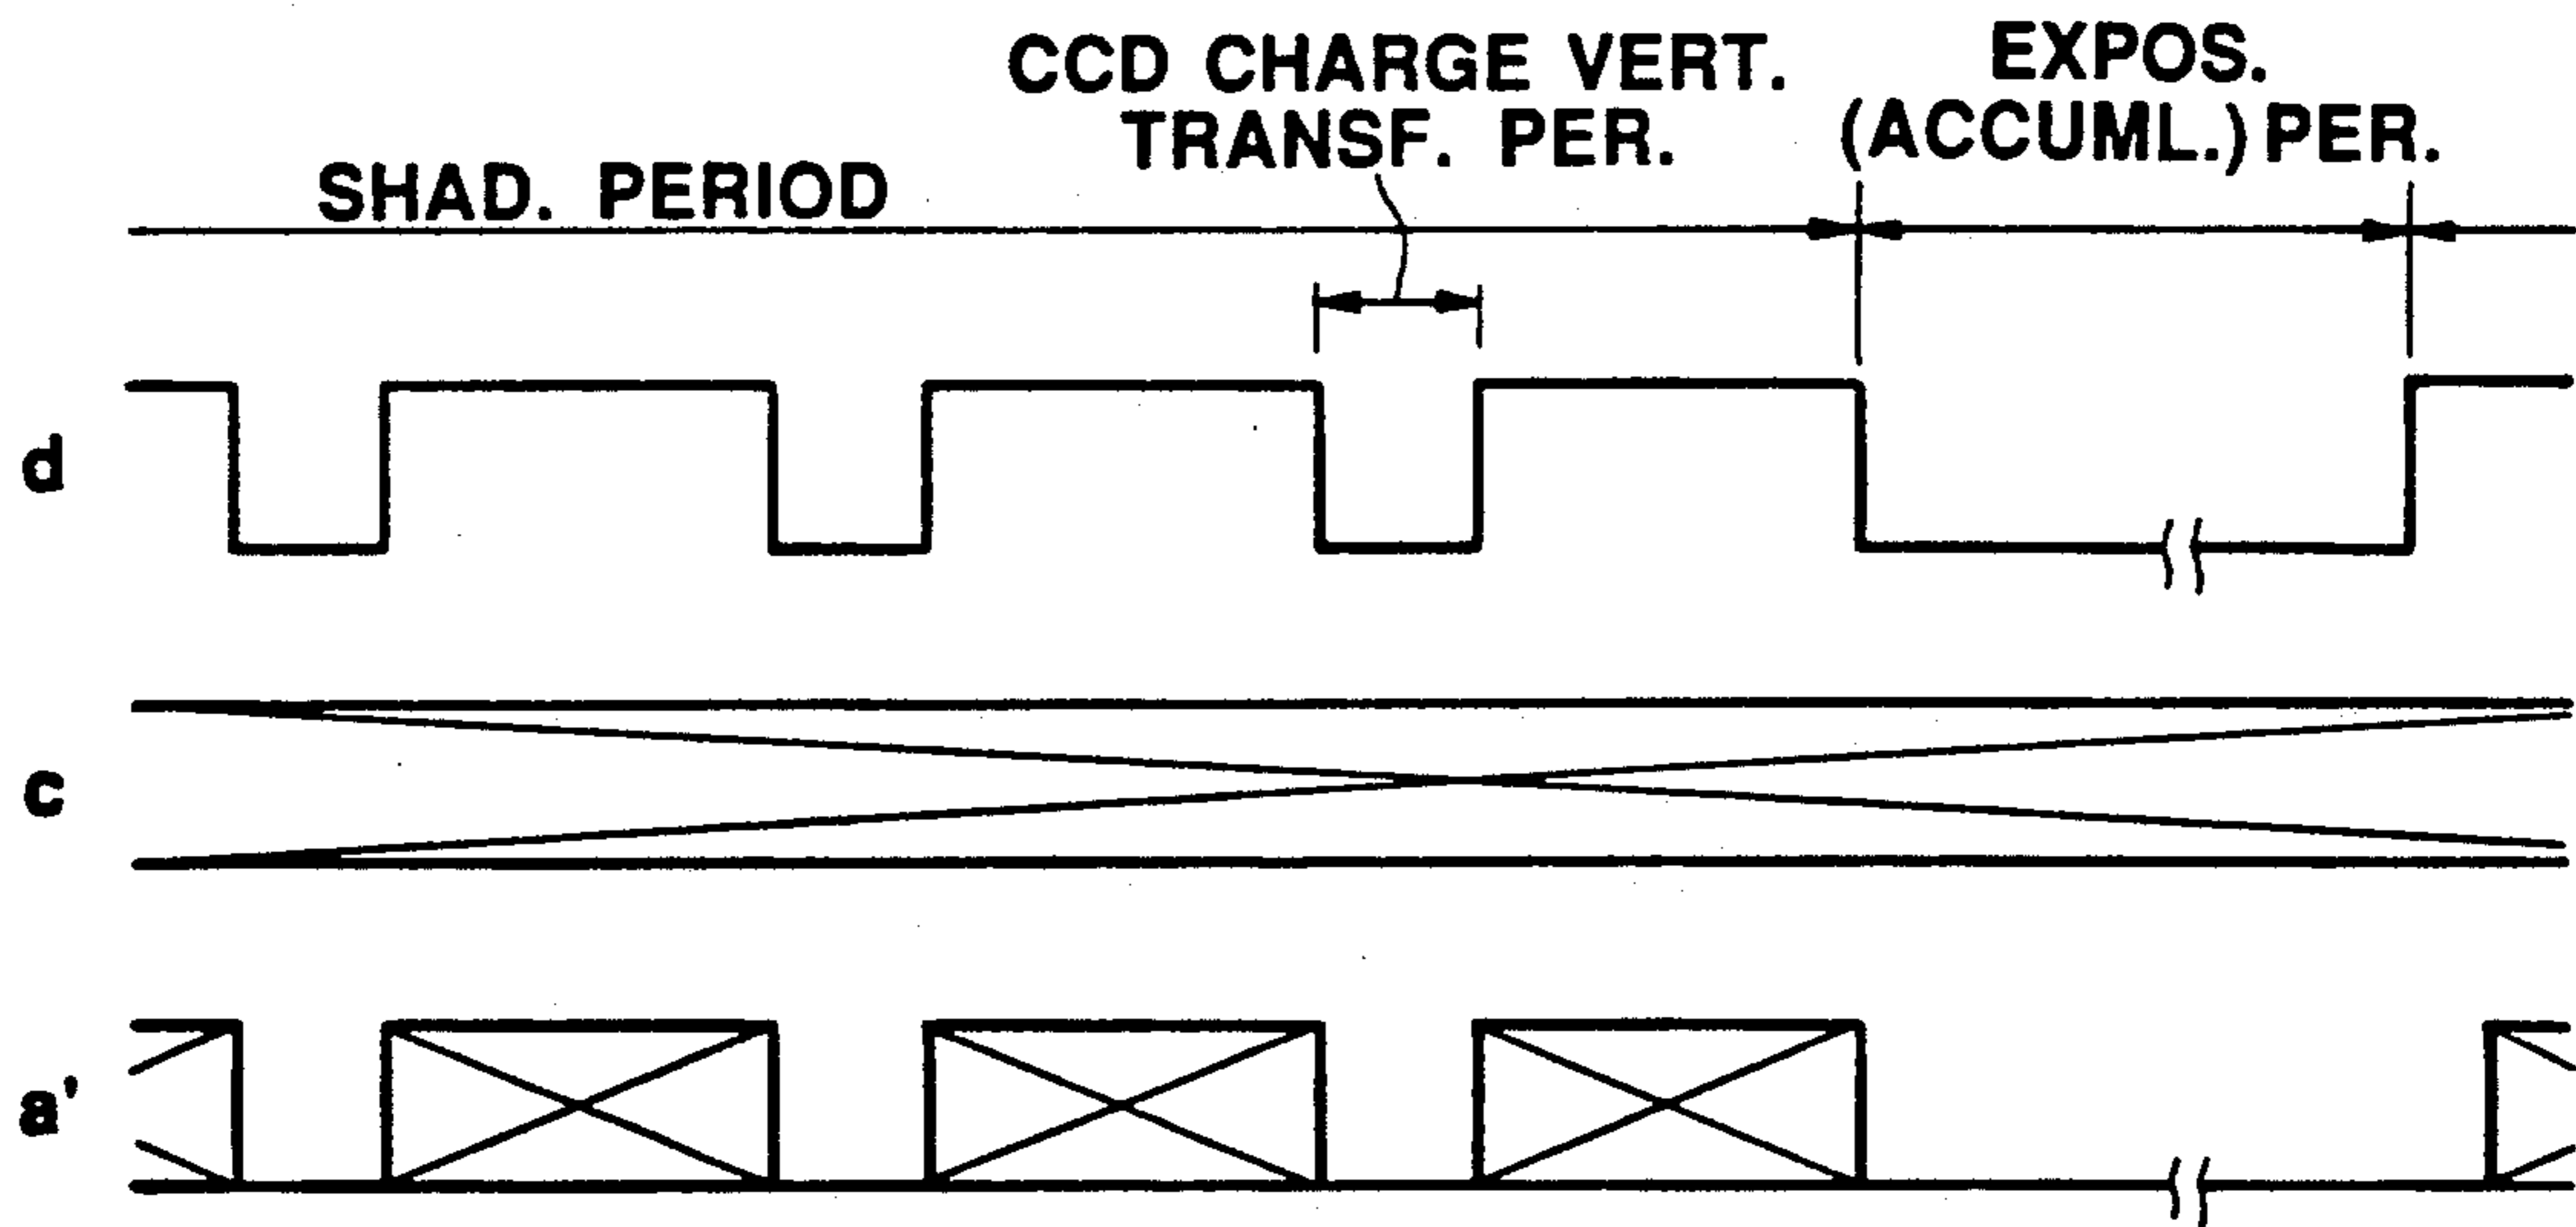 CCD CHARGE VERT.
TRANSF. PER.
EXPOS.
(ACCUML.) PER.
SHAD. PERIOD
d
c
a'